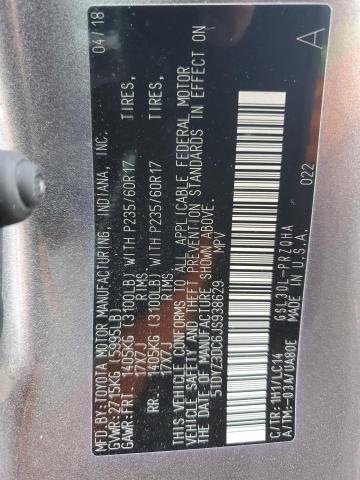 MFD. BY: TOYOTA MOTOR MANUFACTURING, INDIANA, INC. 04/18
GVWR:2715KG (5995LB)
GAWR:FRT. 1405KG (3100LB) WITH P235/60R17 TIRES,
17X7J RIMS
RR. 1405KG (3100LB) WITH P235/60R17 TIRES,
17X7J RIMS
THIS VEHICLE CONFORMS TO ALL APPLICABLE FEDERAL MOTOR
VEHICLE SAFETY AND THEFT PREVENTION STANDARDS IN EFFECT ON
THE DATE OF MANUFACTURE SHOWN ABOVE.
5TDYZ3DC6JS938629 MPV
A
022
C/TR:1H1/LC14 GSL30L-PRZQHA
A/TM:-03A/UA80E MADE IN U.S.A.